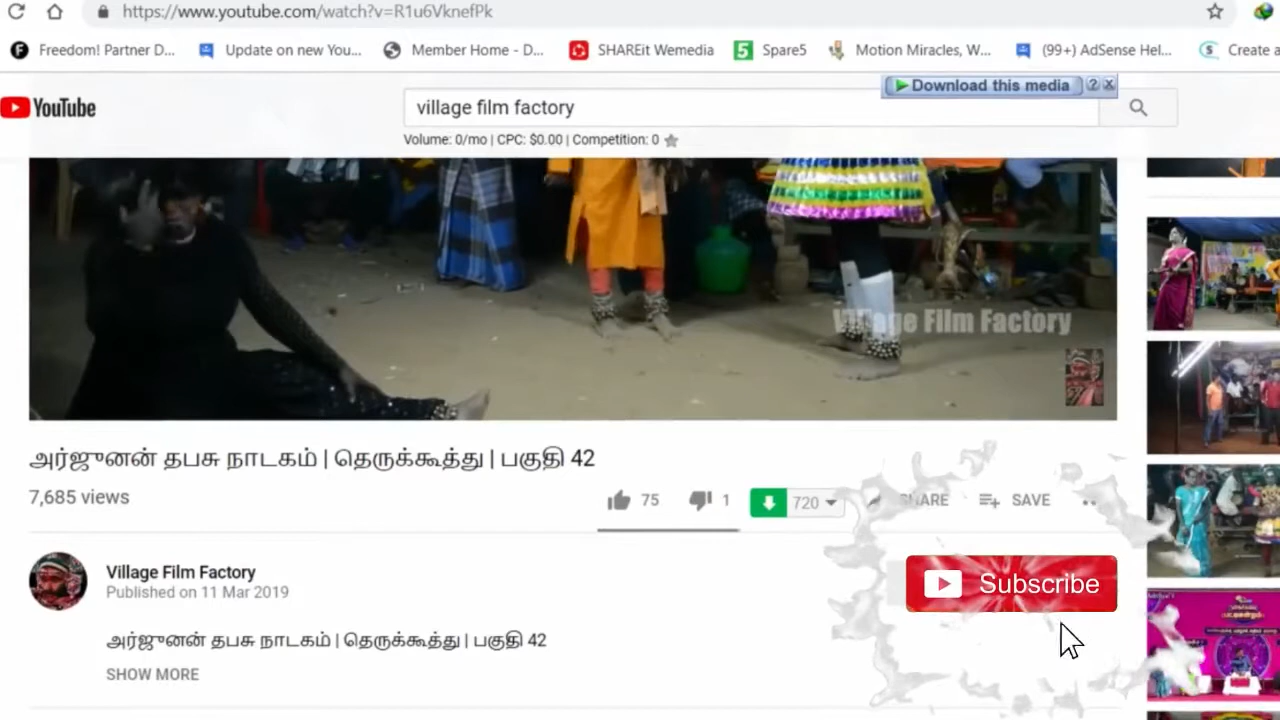 https://www.youtube.com/watch?v=R1u6VknefPk
Freedom! Partner D... Update on new You... Member Home - D... SHAREit Wemedia 5 Spare5 Motion Miracles, W... (99+) AdSense Hel... Create a
Download this media ? X
YouTube village film factory
Volume: 0/mo | CPC: $0.00 | Competition: 0
Village Film Factory
அர்ஜுனன் தபசு நாடகம் | தெருக்கூத்து | பகுதி 42
7,685 views 75 1 720 SHARE SAVE
Village Film Factory
Published on 11 Mar 2019
Subscribe
அர்ஜுனன் தபசு நாடகம் | தெருக்கூத்து | பகுதி 42
SHOW MORE